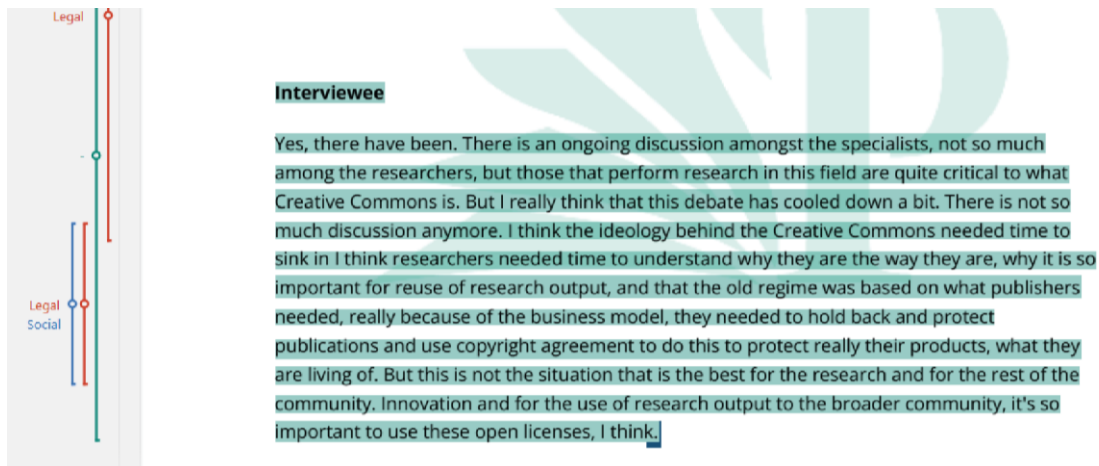 Legal
Interviewee
Yes, there have been. There is an ongoing discussion amongst the specialists, not so much
among the researchers, but those that perform research in this field are quite critical to what
Creative Commons is. But I really think that this debate has cooled down a bit. There is not so
much discussion anymore. I think the ideology behind the Creative Commons needed time to
sink in I think researchers needed time to understand why they are the way they are, why it is so
important for reuse of research output, and that the old regime was based on what publishers
needed, really because of the business model, they needed to hold back and protect
publications and use copyright agreement to do this to protect really their products, what they
are living of. But this is not the situation that is the best for the research and for the rest of the
community. Innovation and for the use of research output to the broader community, it's so
important to use these open licenses, I think.
Legal
Social